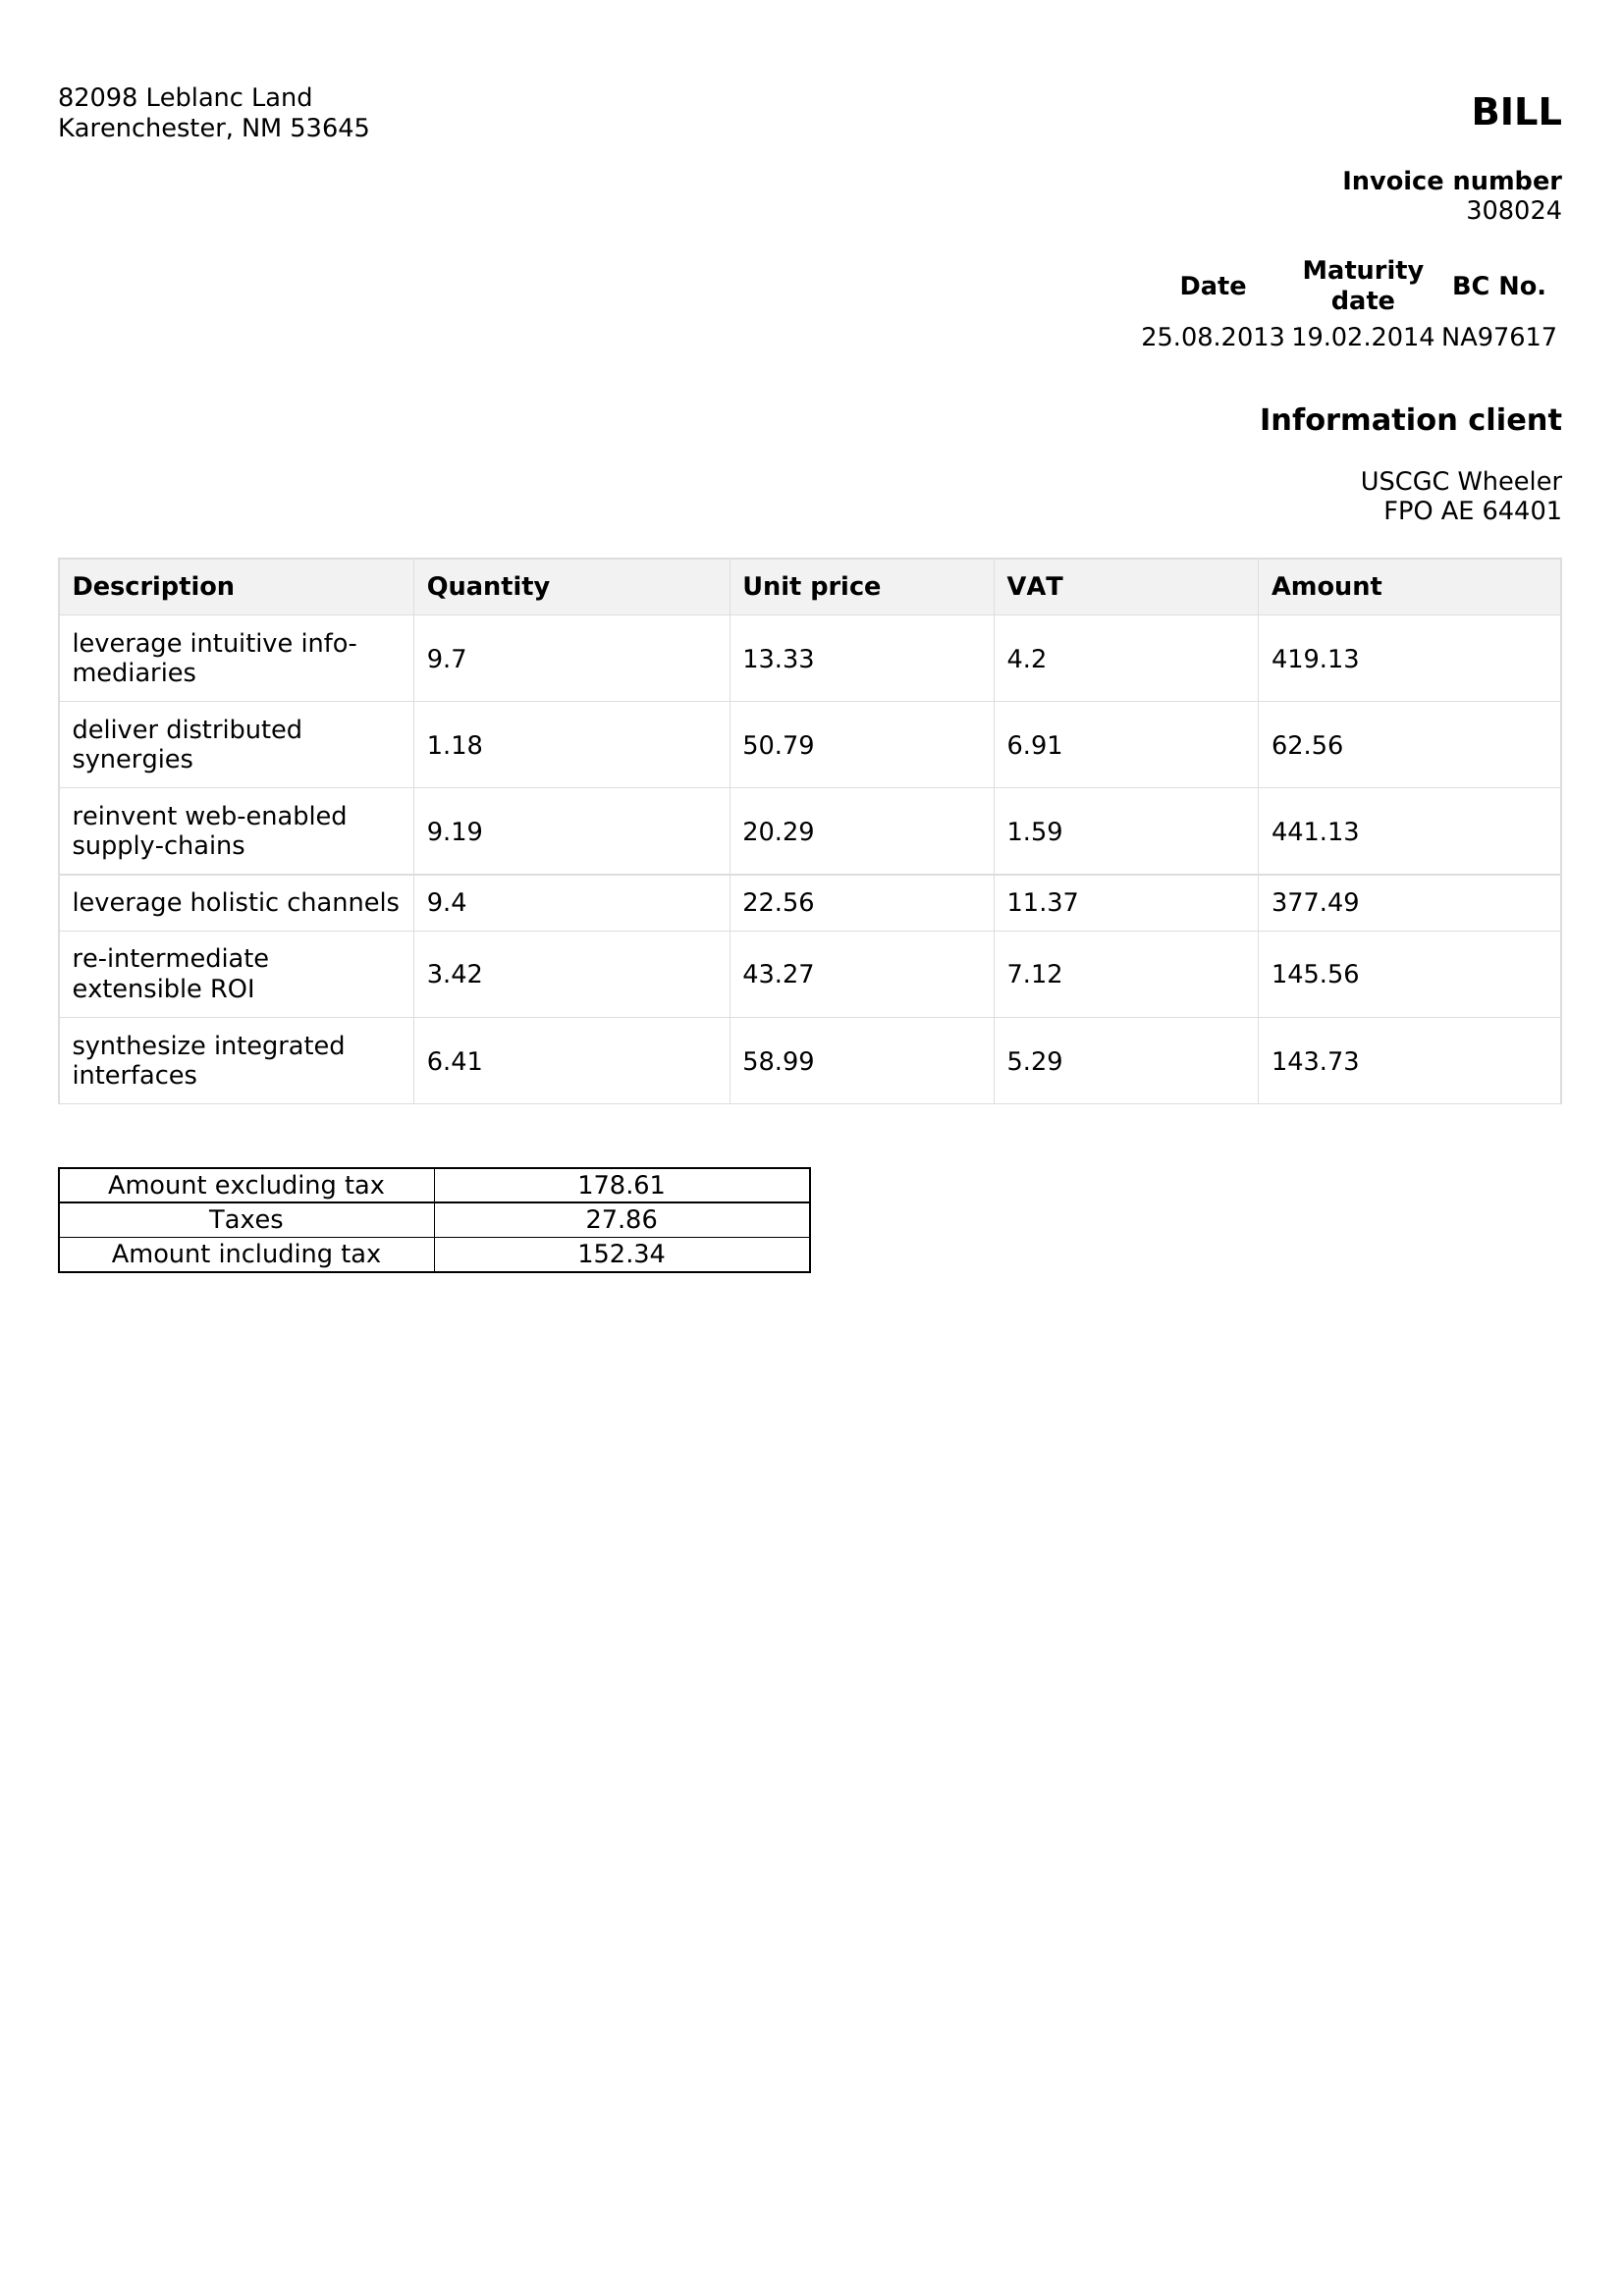 82098 Leblanc Land
Karenchester, NM 53645
BILL
Invoice number
308024
Date Maturity date BC No.
25.08.2013 19.02.2014 NA97617
Information client
USCGC Wheeler
FPO AE 64401
Description Quantity Unit price VAT Amount
leverage intuitive info-
mediaries 9.7 13.33 4.2 419.13
deliver distributed
synergies 1.18 50.79 6.91 62.56
reinvent web-enabled
supply-chains 9.19 20.29 1.59 441.13
leverage holistic channels 9.4 22.56 11.37 377.49
re-intermediate
extensible ROI 3.42 43.27 7.12 145.56
synthesize integrated
interfaces 6.41 58.99 5.29 143.73
Amount excluding tax 178.61
Taxes 27.86
Amount including tax 152.34